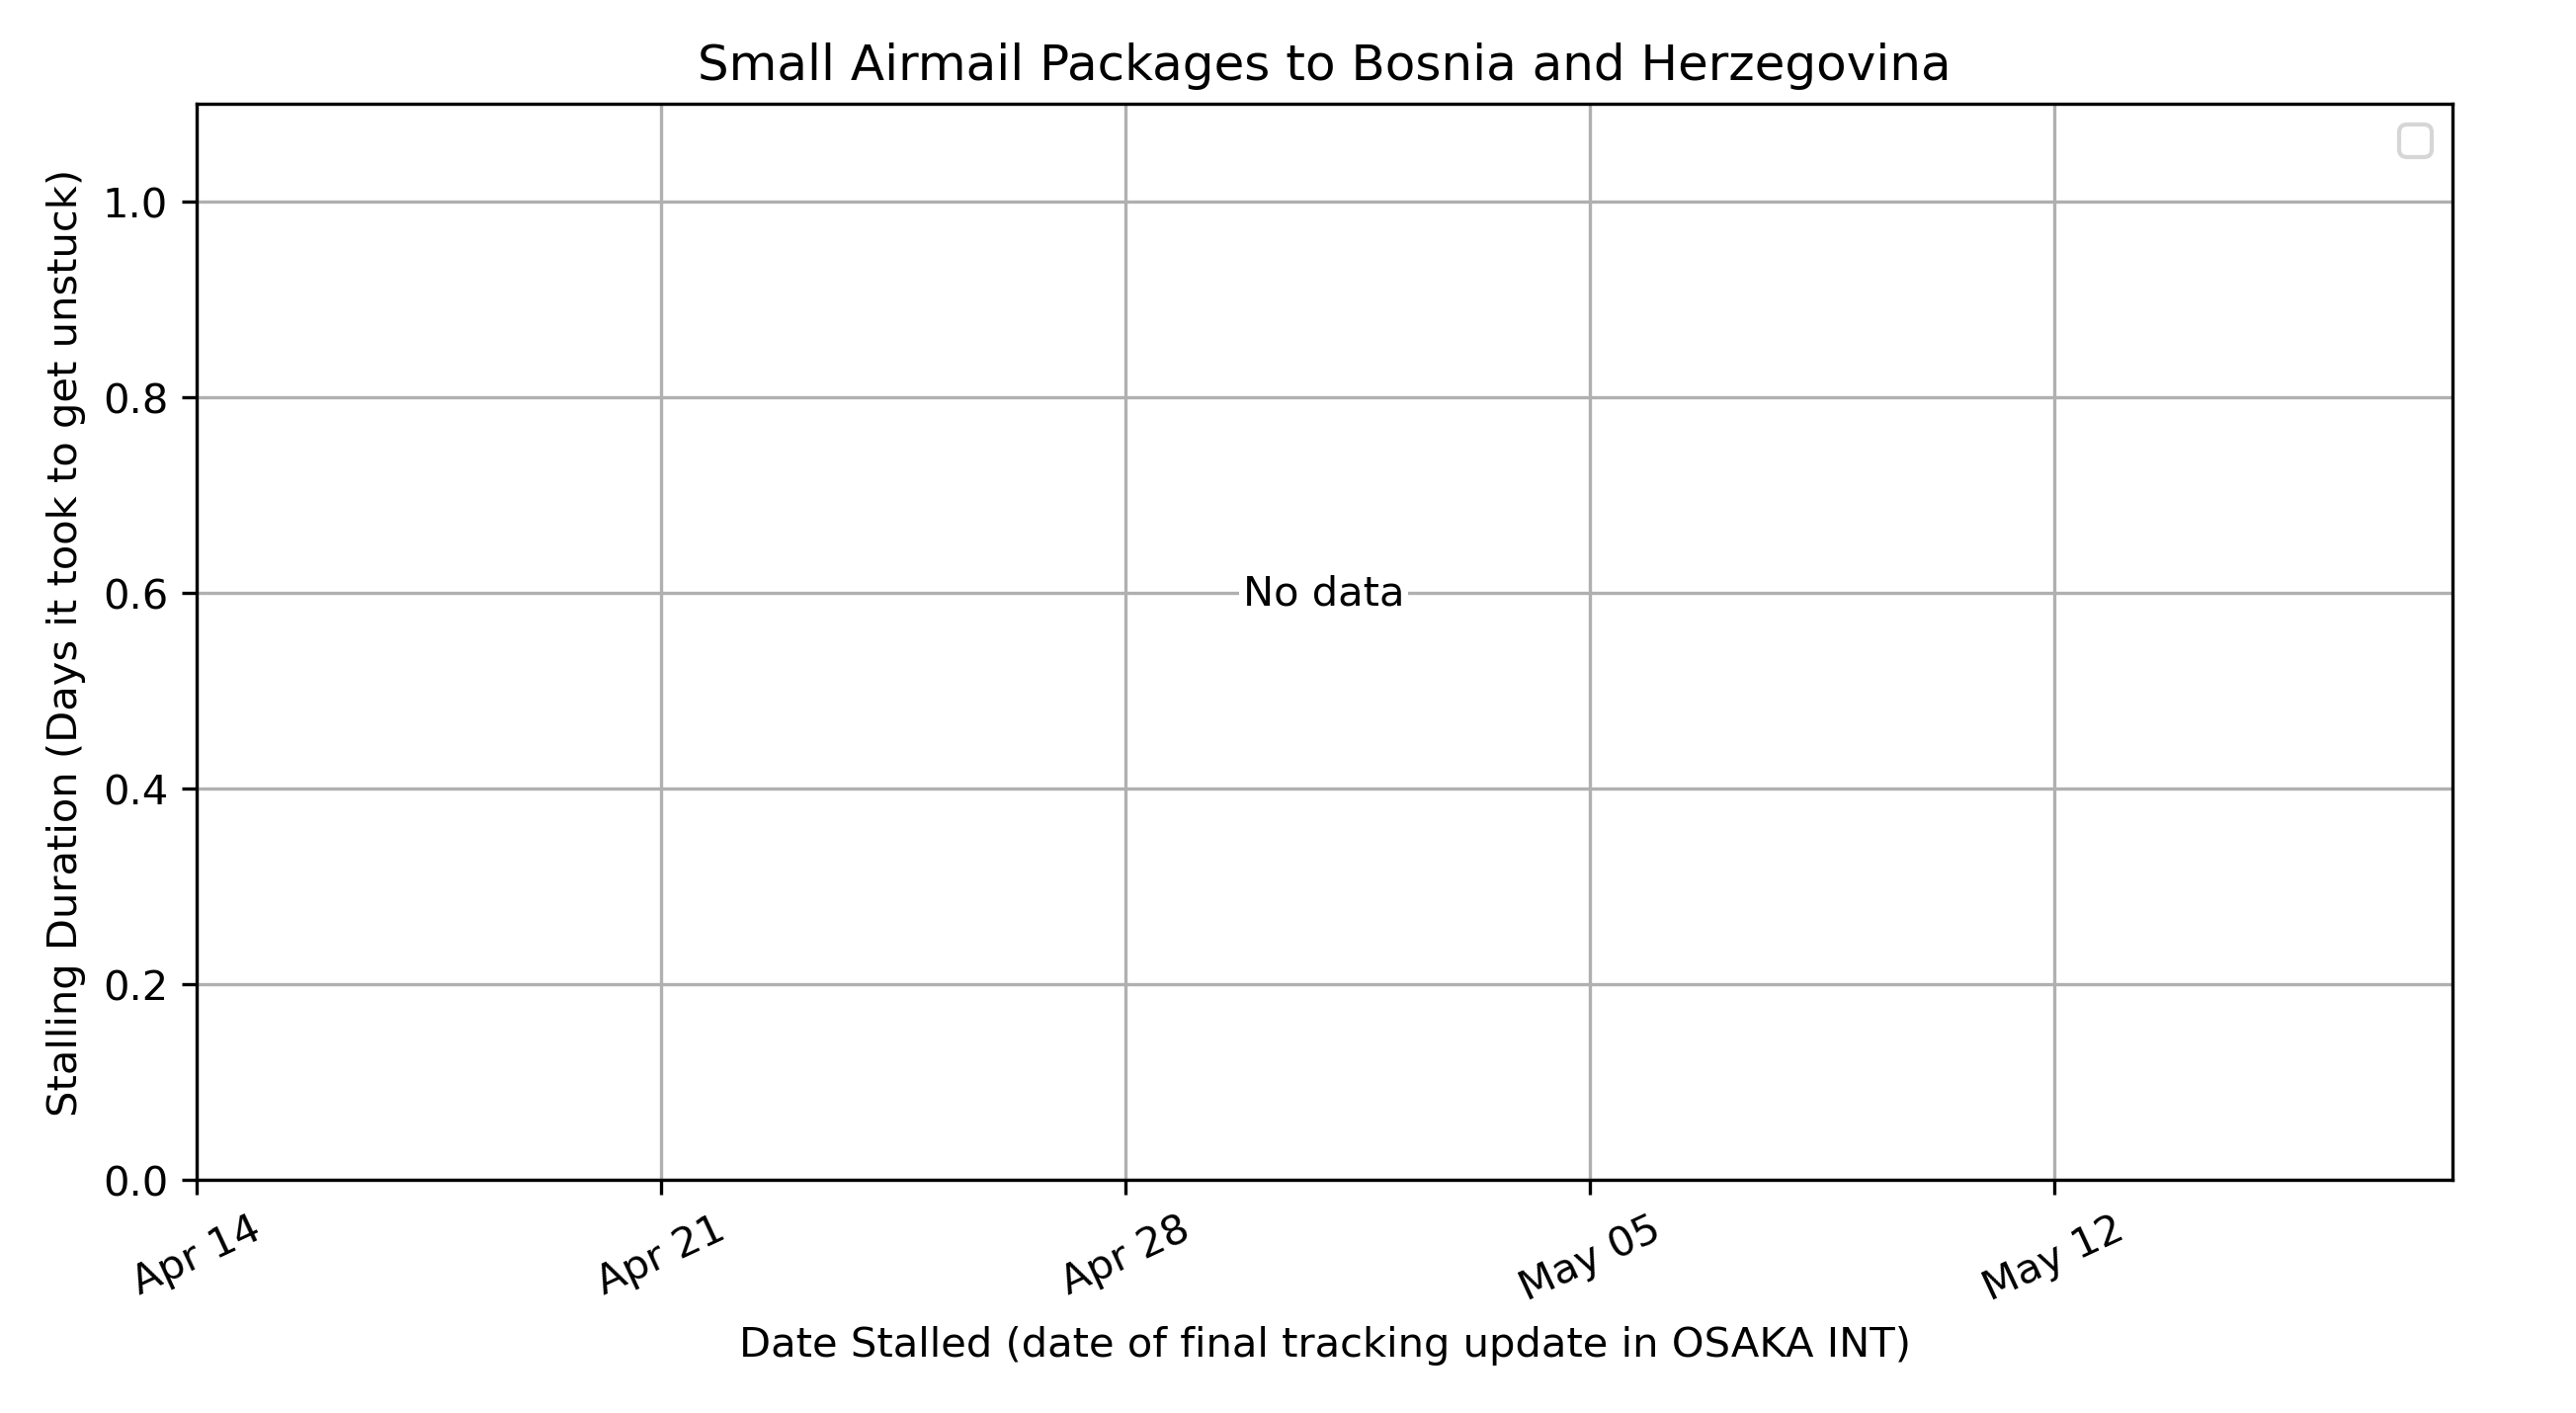 Small Airmail Packages to Bosnia and Herzegovina
Stalling Duration (Days it took to get unstuck)
1.0
0.8
0.6
0.4
0.2
0.0
No data
Apr 14
Apr 21
Apr 28
May 05
May 12
Date Stalled (date of final tracking update in OSAKA INT)